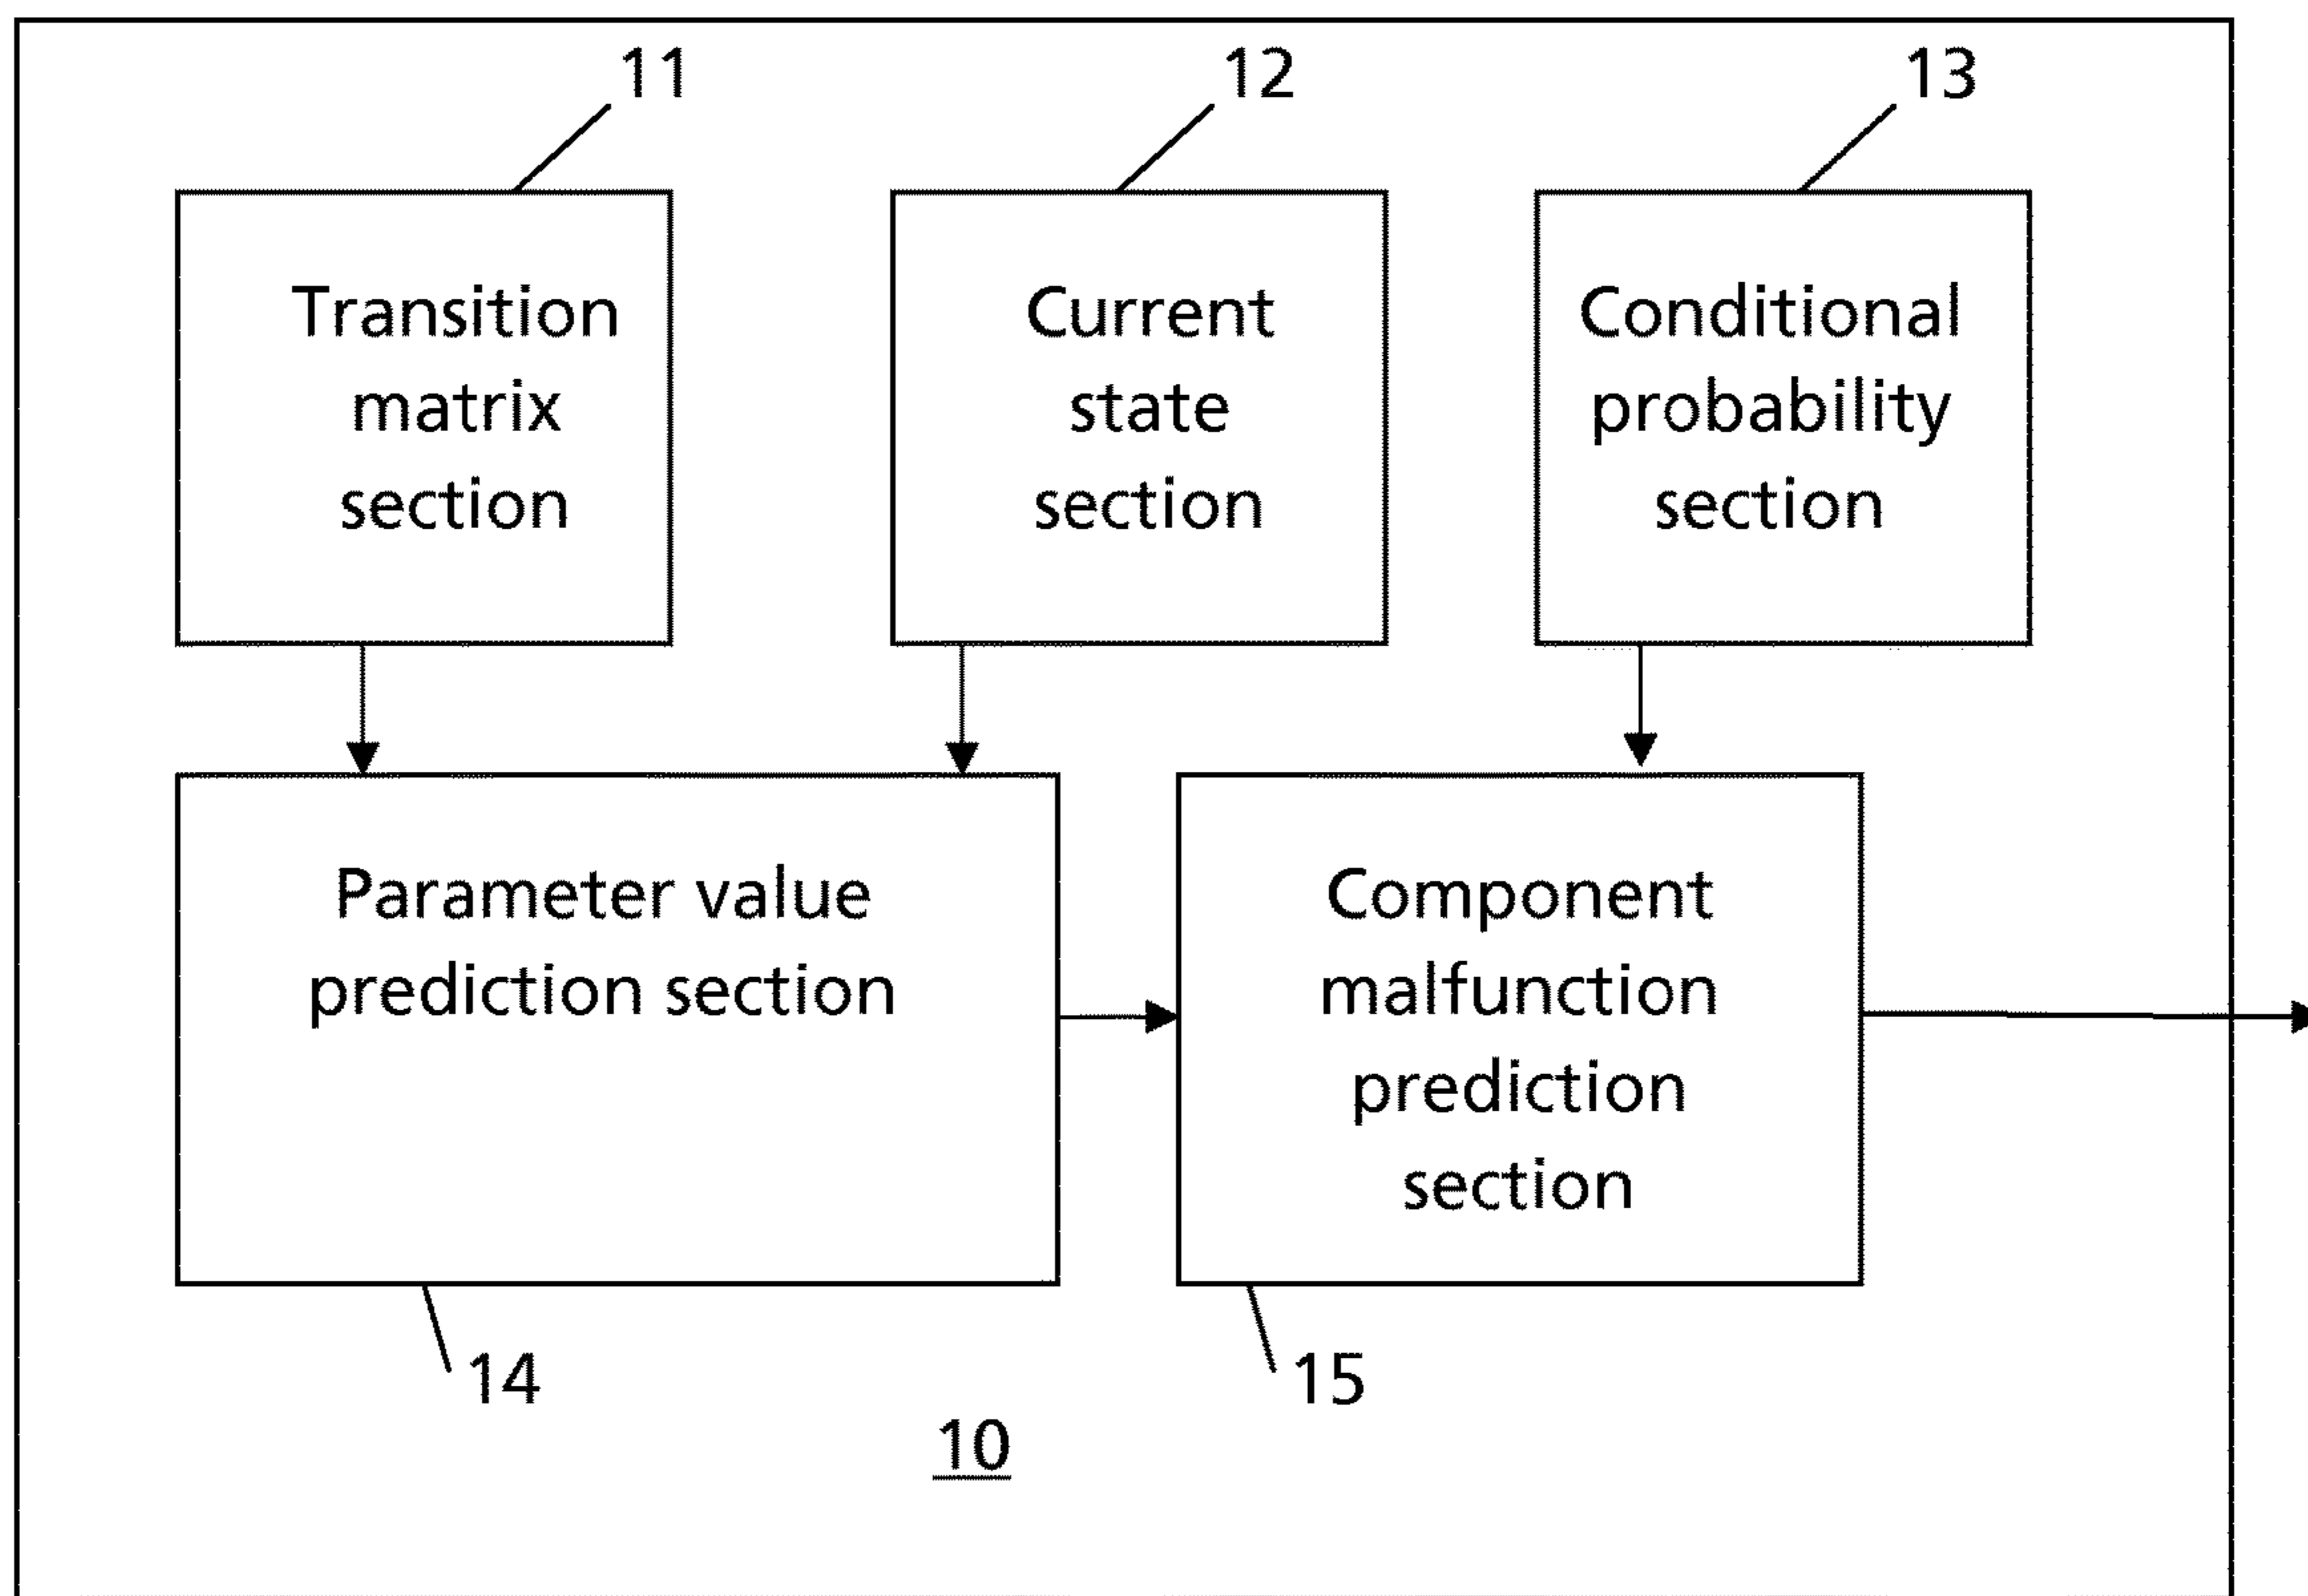 11
12
13
Transition
matrix
section
Current
state
section
Conditional
probability
section
Parameter value
prediction section
Component
malfunction
prediction
section
14
15
10